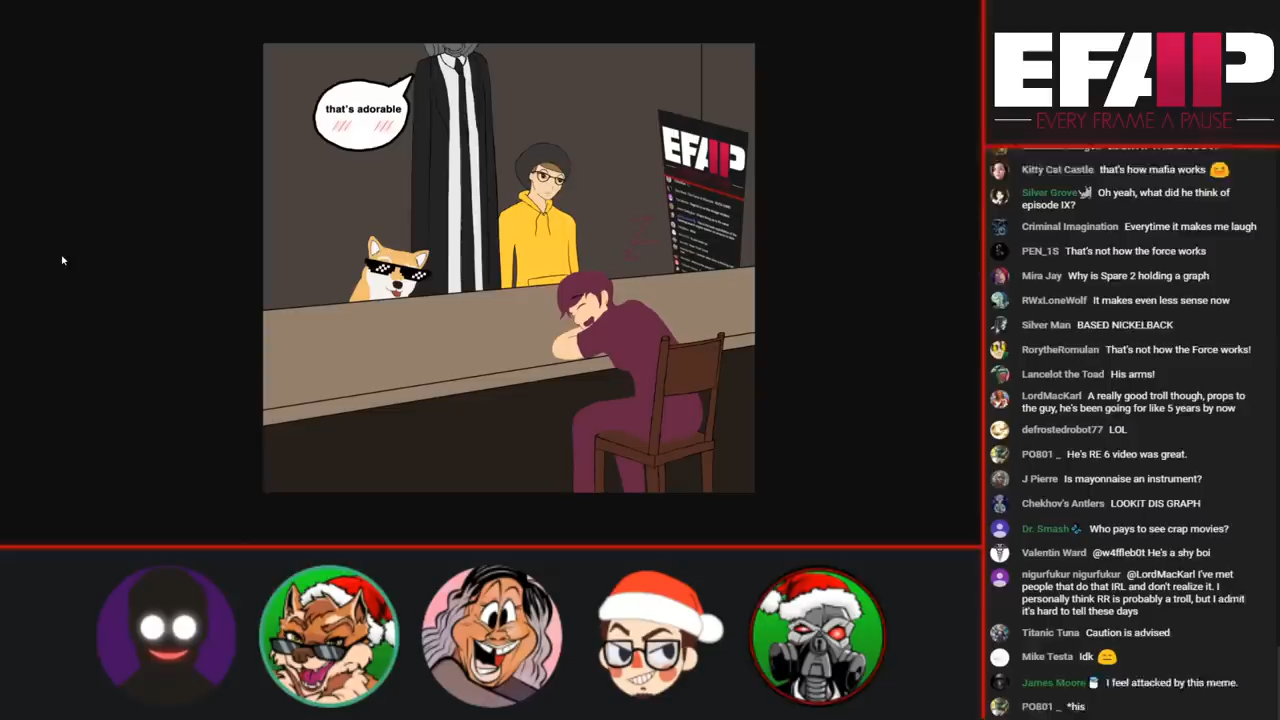 that's adorable
EFAP
EFAP
EVERY FRAME A PAUSE
Kitty Cat Castle that's how mafia works
Silver Grove Oh yeah, what did he think of
episode IX?
Criminal Imagination Everytime it makes me laugh
PEN_1S That's not how the force works
Mira Jay Why is Spare 2 holding a graph
RWxLoneWolf It makes even less sense now
Silver Man BASED NICKELBACK
RorytheRomulan That's not how the Force works!
Lancelot the Toad His arms!
LordMacKarl A really good troll though, props to
the guy, he's been going for like 5 years by now
defrostedrobot77 LOL
PO801 _ He's RE 6 video was great.
J Pierre Is mayonnaise an instrument?
Chekhov's Antlers LOOKIT DIS GRAPH
Dr. Smash Who pays to see crap movies?
Valentin Ward @w4ffleb0t He's a shy boi
nigurfukur nigurfukur @LordMacKarl I've met
people that do that IRL and don't realize it. I
personally think RR is probably a troll, but I admit
it's hard to tell these days
Titanic Tuna Caution is advised
Mike Testa Idk
James Moore I feel attacked by this meme.
PO801 _ *his